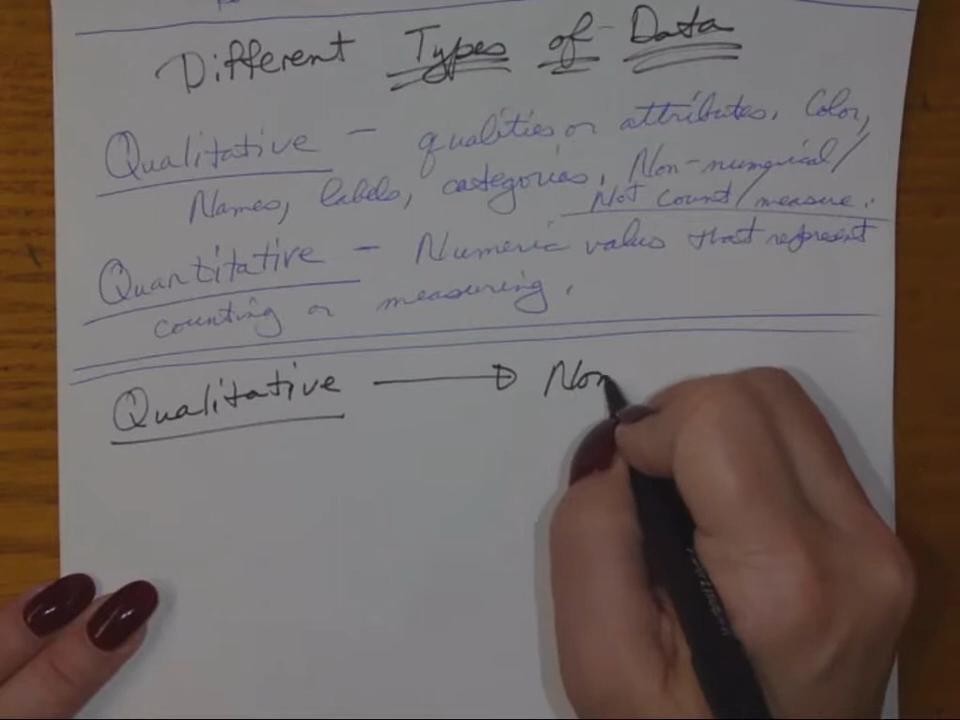 Different Types of Data
Qualitative - qualities or attributes, Color,
Names, labels, categories, Non-numerical/
Not Count/measure.
Quantitative - Numeric values that represent
counting or measuring.
Qualitative → Nom